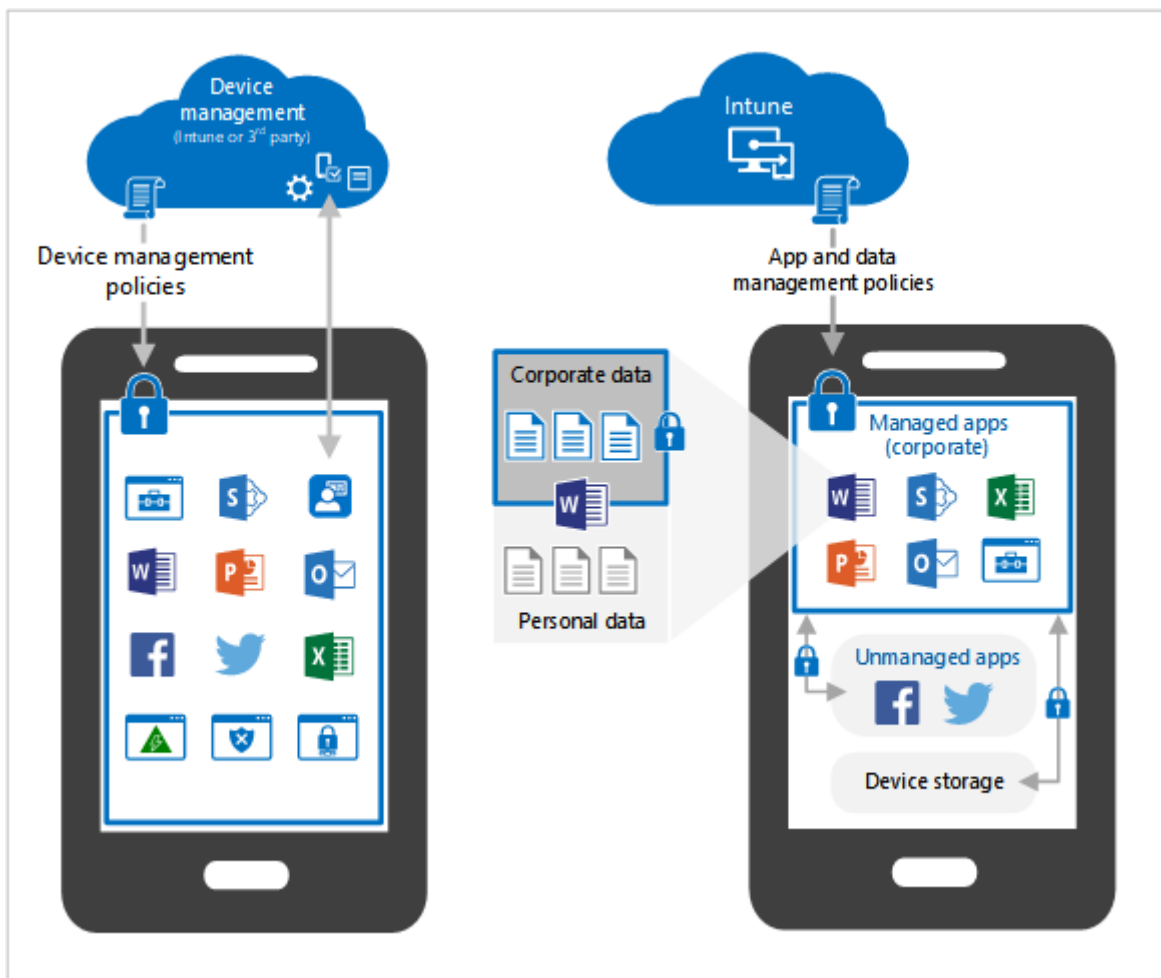 Device
management
(Intune or 3rd party)
Device management
policies
Intune
App and data
management policies
Corporate data
W
Personal data
S
W
P
O
f
X
Managed apps
(corporate)
W
S
X
P
O
Unmanaged apps
f
Device storage